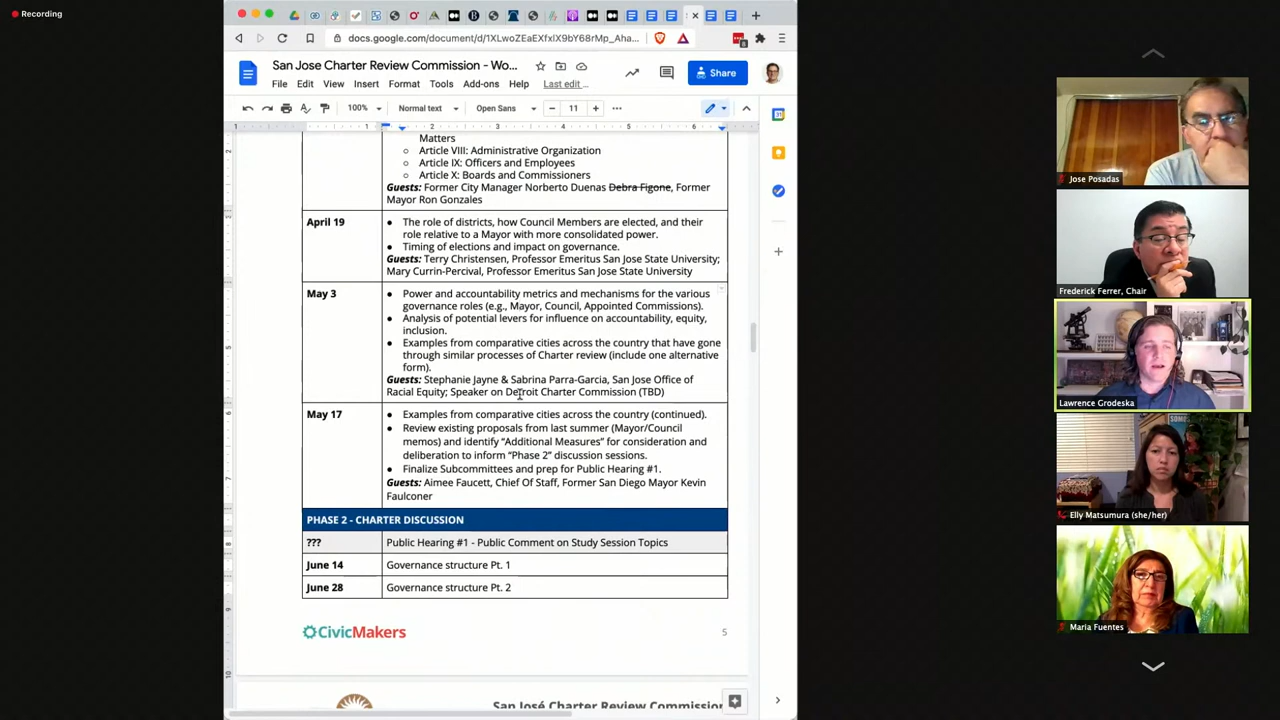 Recording
docs.google.com/document/d/1XLwoZEaEXfxIX9bY68rMp_Aha...
San Jose Charter Review Commission - Wo...
Share
File Edit View Insert Format Tools Add-ons Help Last edit ...
100% Normal text Open Sans 11
Matters
Article VIII: Administrative Organization
Article IX: Officers and Employees
Article X: Boards and Commissioners
Guests: Former City Manager Norberto Duenas Debra Figone, Former
Mayor Ron Gonzales
April 19
The role of districts, how Council Members are elected, and their
role relative to a Mayor with more consolidated power.
Timing of elections and impact on governance.
Guests: Terry Christensen, Professor Emeritus San Jose State University;
Mary Currin-Percival, Professor Emeritus San Jose State University
May 3
Power and accountability metrics and mechanisms for the various
governance roles (e.g., Mayor, Council, Appointed Commissions).
Analysis of potential levers for influence on accountability, equity,
inclusion.
Examples from comparative cities across the country that have gone
through similar processes of Charter review (include one alternative
form).
Guests: Stephanie Jayne & Sabrina Parra-Garcia, San Jose Office of
Racial Equity; Speaker on Detroit Charter Commission (TBD)
May 17
Examples from comparative cities across the country (continued).
Review existing proposals from last summer (Mayor/Council
memos) and identify “Additional Measures” for consideration and
deliberation to inform “Phase 2” discussion sessions.
Finalize Subcommittees and prep for Public Hearing #1.
Guests: Aimee Faucett, Chief Of Staff, Former San Diego Mayor Kevin
Faulconer
PHASE 2 - CHARTER DISCUSSION
??? Public Hearing #1 - Public Comment on Study Session Topics
June 14 Governance structure Pt. 1
June 28 Governance structure Pt. 2
CivicMakers 5
San José Charter Review Commission
Jose Posadas
Frederick Ferrer, Chair
Lawrence Grodeska
Elly Matsumura (she/her)
Maria Fuentes